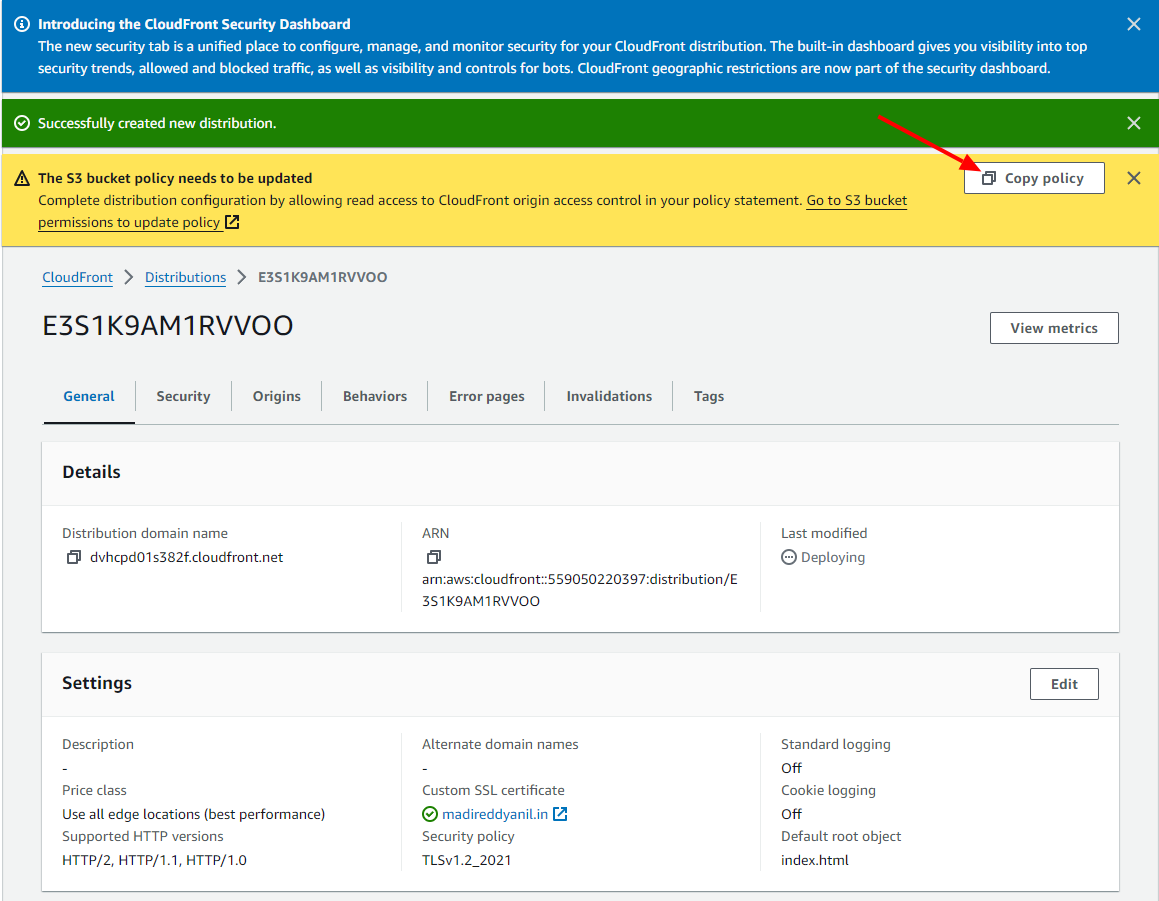 Introducing the CloudFront Security Dashboard
The new security tab is a unified place to configure, manage, and monitor security for your CloudFront distribution. The built-in dashboard gives you visibility into top
security trends, allowed and blocked traffic, as well as visibility and controls for bots. CloudFront geographic restrictions are now part of the security dashboard.
Successfully created new distribution.
The S3 bucket policy needs to be updated
Copy policy
Complete distribution configuration by allowing read access to CloudFront origin access control in your policy statement. Go to S3 bucket
permissions to update policy
CloudFront > Distributions > E3S1K9AM1RVVOO
E3S1K9AM1RVVOO
View metrics
General Security Origins Behaviors Error pages Invalidations Tags
Details
Distribution domain name
dvhcpd01s382f.cloudfront.net
ARN
arn:aws:cloudfront::559050220397:distribution/E
3S1K9AM1RVVOO
Last modified
Deploying
Settings
Edit
Description
-
Price class
Use all edge locations (best performance)
Supported HTTP versions
HTTP/2, HTTP/1.1, HTTP/1.0
Alternate domain names
-
Custom SSL certificate
madireddyanil.in
Security policy
TLSv1.2_2021
Standard logging
Off
Cookie logging
Off
Default root object
index.html